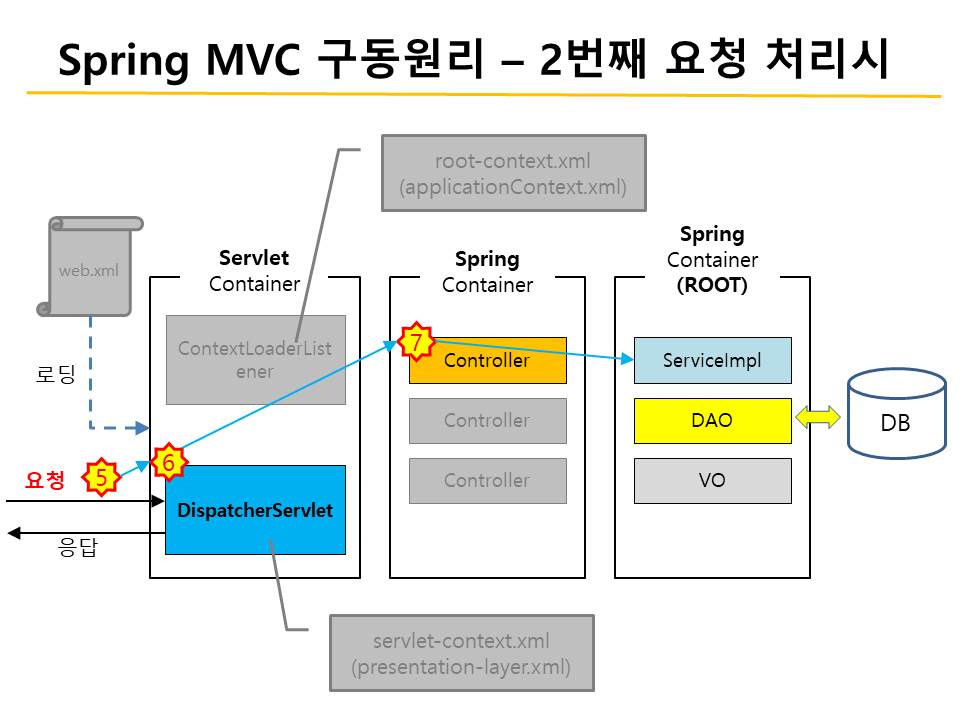 Spring MVC 구동원리 – 2번째 요청 처리시
root-context.xml
(applicationContext.xml)
web.xml
Servlet
Container
Spring
Container
Spring
Container
(ROOT)
ContextLoaderList
ener
7
Controller
ServiceImpl
로딩
Controller
DAO
DB
요청
5
6
Controller
VO
DispatcherServlet
응답
servlet-context.xml
(presentation-layer.xml)